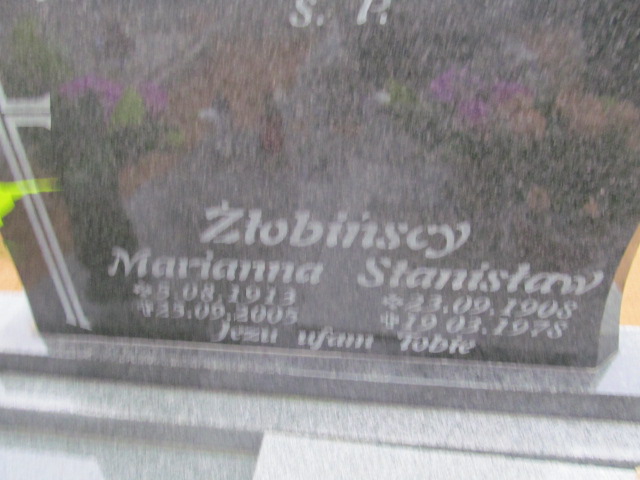 Ś. P.
Żłobińscy
Marianna Stanisław
*5.08.1913 *23.09.1908
✝23.09.2005 ✝19.03.1978
Jezu ufam Tobie